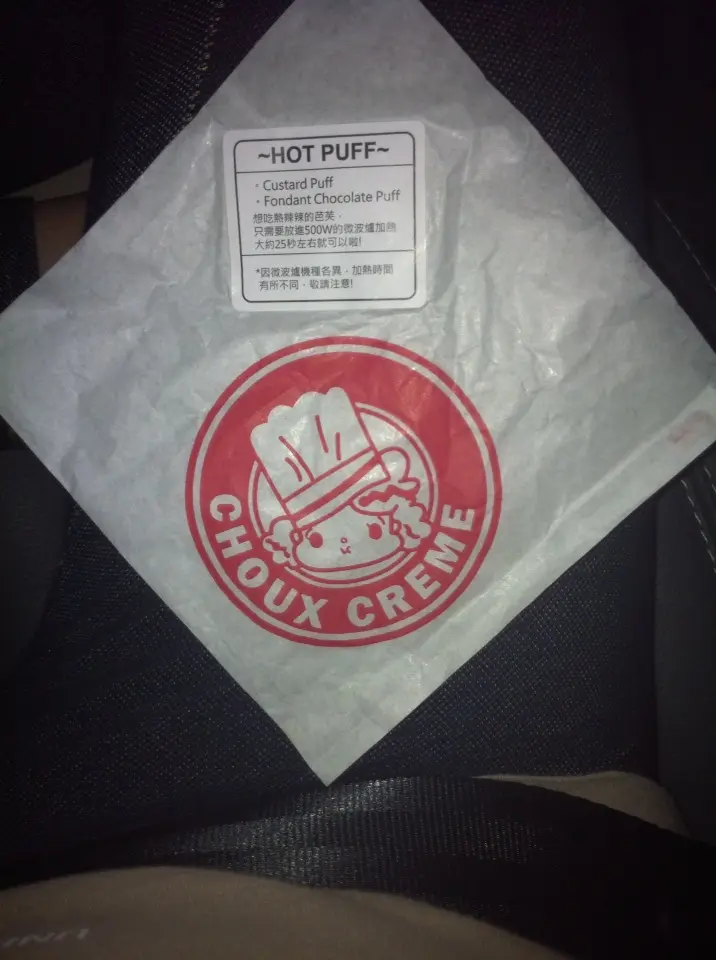 ~HOT PUFF~
· Custard Puff
· Fondant Chocolate Puff
想吃熱辣辣的芭芙，
只需要放進500W的微波爐加熱
大約25秒左右就可以啦!
*因微波爐機種各異，加熱時間
有所不同，敬請注意!
CHOUX CREME